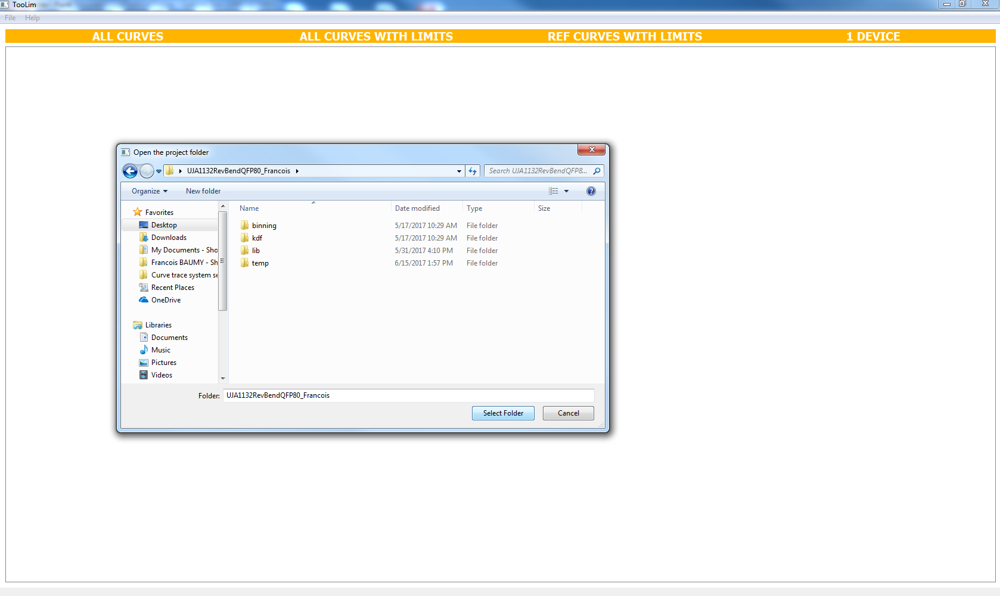 TooLim
File Help
ALL CURVES ALL CURVES WITH LIMITS REF CURVES WITH LIMITS 1 DEVICE
Open the project folder
UJA1132RevBendQFP80_Francois
Search UJA1132RevBendQFP8...
Organize New folder
Name Date modified Type Size
Favorites
Desktop
Downloads
My Documents - Sho
Francois BAUMY - Sh
Curve trace system se
Recent Places
OneDrive
Libraries
Documents
Music
Pictures
Videos
binning 5/17/2017 10:29 AM File folder
kdf 5/17/2017 10:29 AM File folder
lib 5/31/2017 4:10 PM File folder
temp 6/15/2017 1:57 PM File folder
Folder: UJA1132RevBendQFP80_Francois
Select Folder Cancel